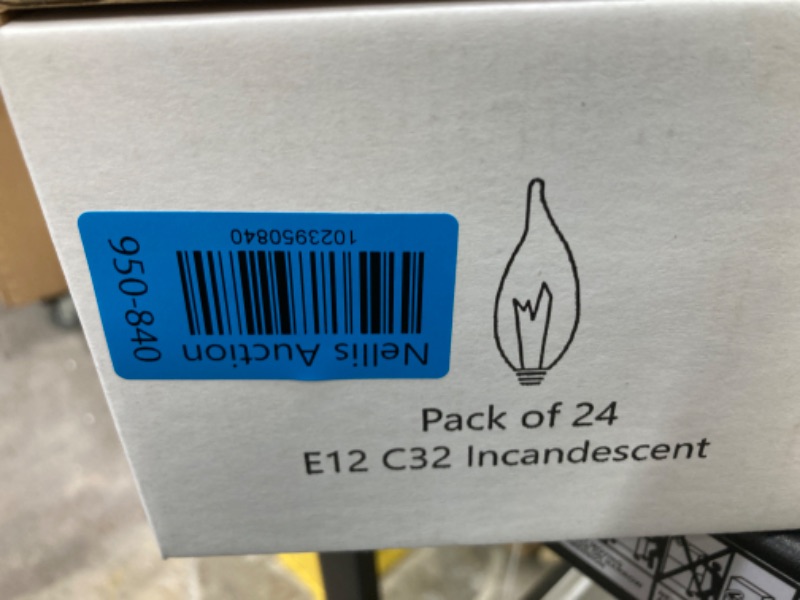 Nellis Auction
1023950840
950-840
Pack of 24
E12 C32 Incandescent